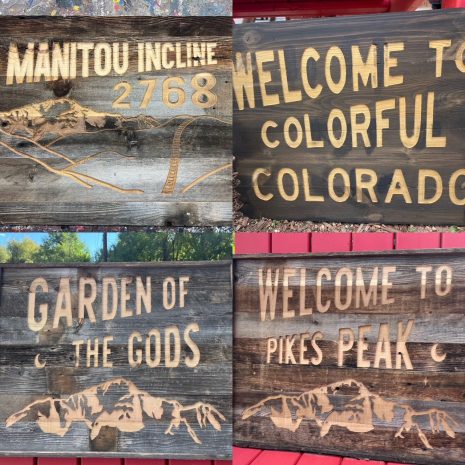 MANITOU INCLINE
2768
WELCOME TO
COLORFUL
COLORADO
GARDEN OF
THE GODS
WELCOME TO
PIKES PEAK